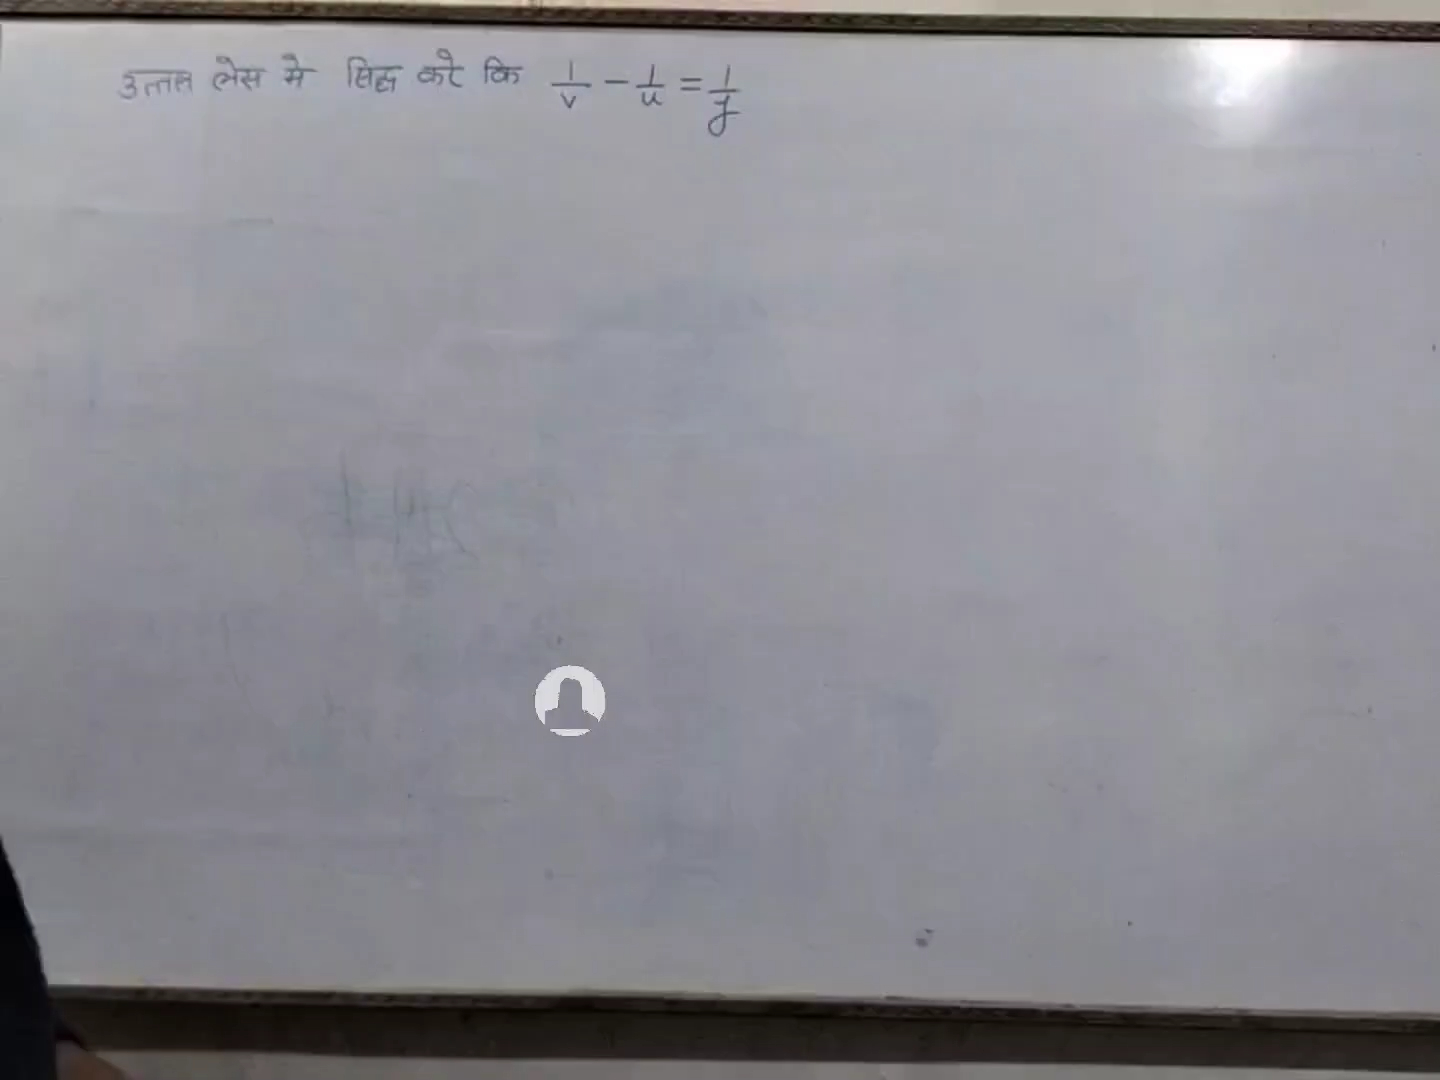 उत्तल लेंस मे सिद्ध करे कि 1/v - 1/u = 1/f